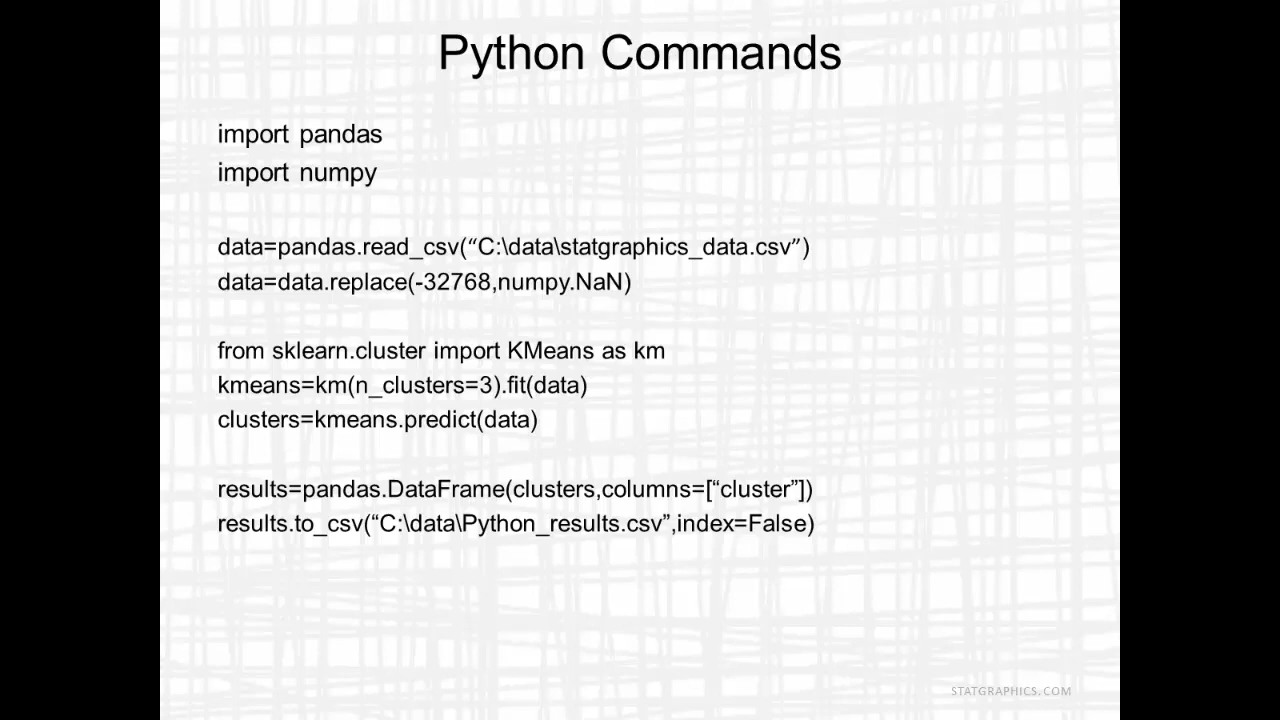 Python Commands
import pandas
import numpy
data=pandas.read_csv(“C:\data\statgraphics_data.csv”)
data=data.replace(-32768,numpy.NaN)
from sklearn.cluster import KMeans as km
kmeans=km(n_clusters=3).fit(data)
clusters=kmeans.predict(data)
results=pandas.DataFrame(clusters,columns=[“cluster”])
results.to_csv(“C:\data\Python_results.csv”,index=False)
STATGRAPHICS.COM